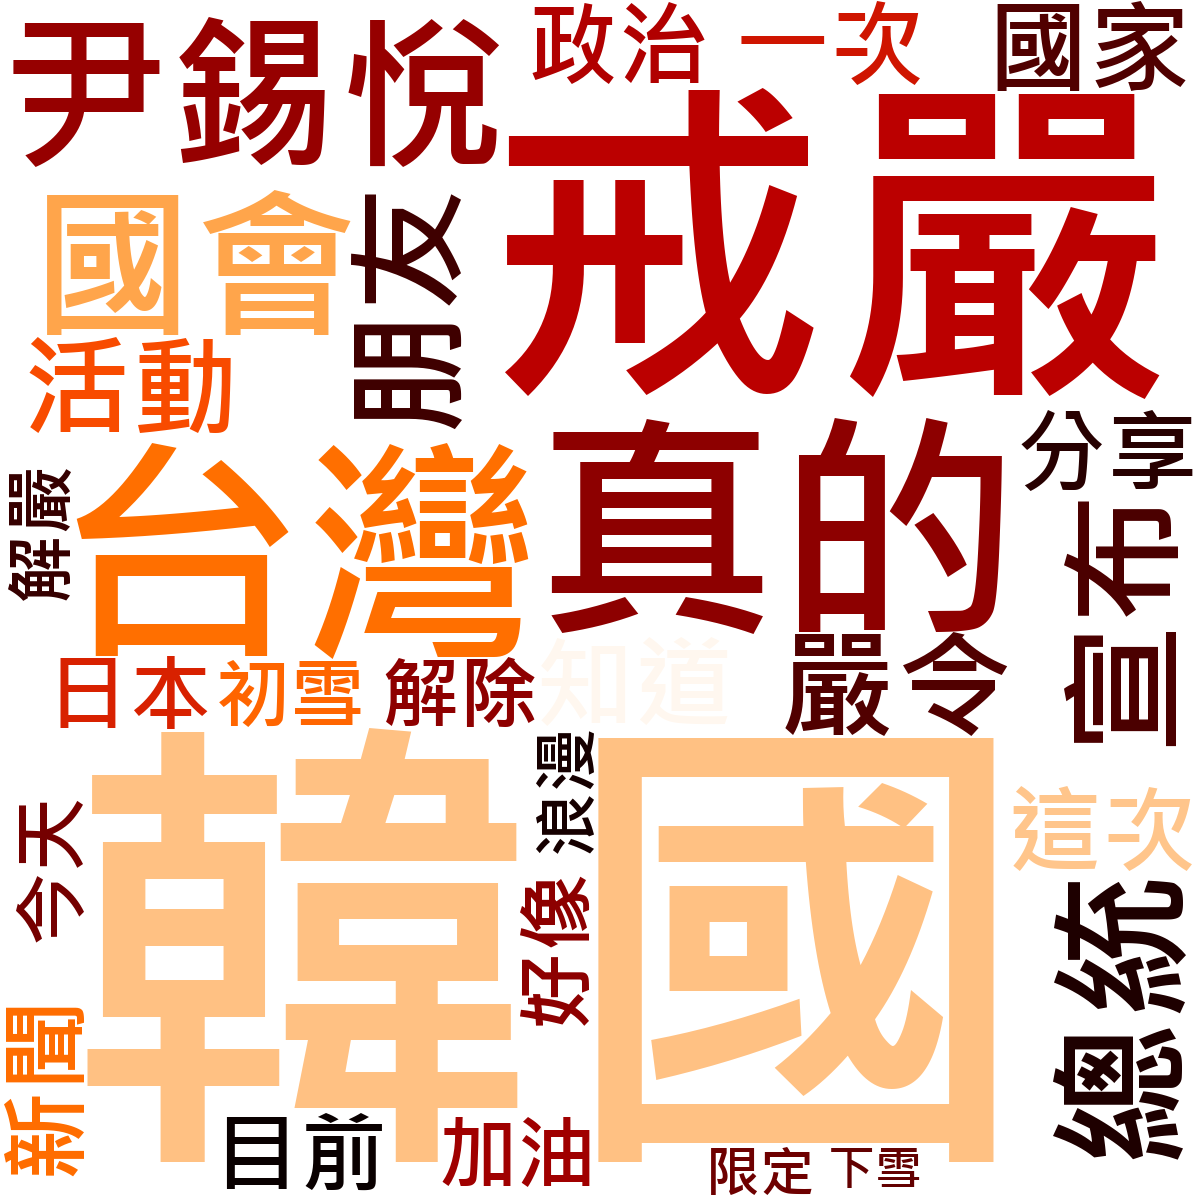 尹錫悅
政治
一次
國家
戒嚴
國會
朋友
活動
台灣
真的
分享
解嚴
宣布
日本
初雪
解除
知道
嚴令
韓國
浪漫
這次
今天
好像
總統
新聞
目前
加油
限定
下雪